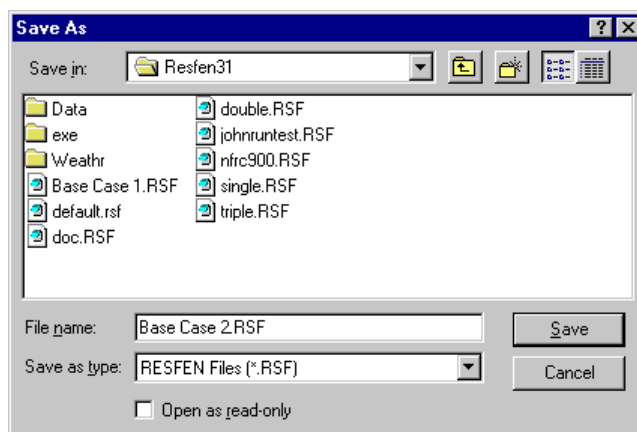 Save As
Save in: Resfen31
Data
exe
Weathr
Base Case 1.RSF
default.rsf
doc.RSF
double.RSF
johnruntest.RSF
nfrc900.RSF
single.RSF
triple.RSF
File name: Base Case 2.RSF
Save
Save as type: RESFEN Files (*.RSF)
Cancel
Open as read-only